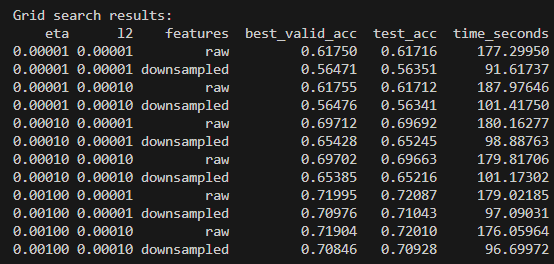 Grid search results:
eta l2 features best_valid_acc test_acc time_seconds
0.00001 0.00001 raw 0.61750 0.61716 177.29950
0.00001 0.00001 downsampled 0.56471 0.56351 91.61737
0.00001 0.00010 raw 0.61755 0.61712 187.97646
0.00001 0.00010 downsampled 0.56476 0.56341 101.41750
0.00010 0.00001 raw 0.69712 0.69692 180.16277
0.00010 0.00001 downsampled 0.65428 0.65245 98.88763
0.00010 0.00010 raw 0.69702 0.69663 179.81706
0.00010 0.00010 downsampled 0.65385 0.65216 101.17302
0.00100 0.00001 raw 0.71995 0.72087 179.02185
0.00100 0.00001 downsampled 0.70976 0.71043 97.09031
0.00100 0.00010 raw 0.71904 0.72010 176.05964
0.00100 0.00010 downsampled 0.70846 0.70928 96.69972